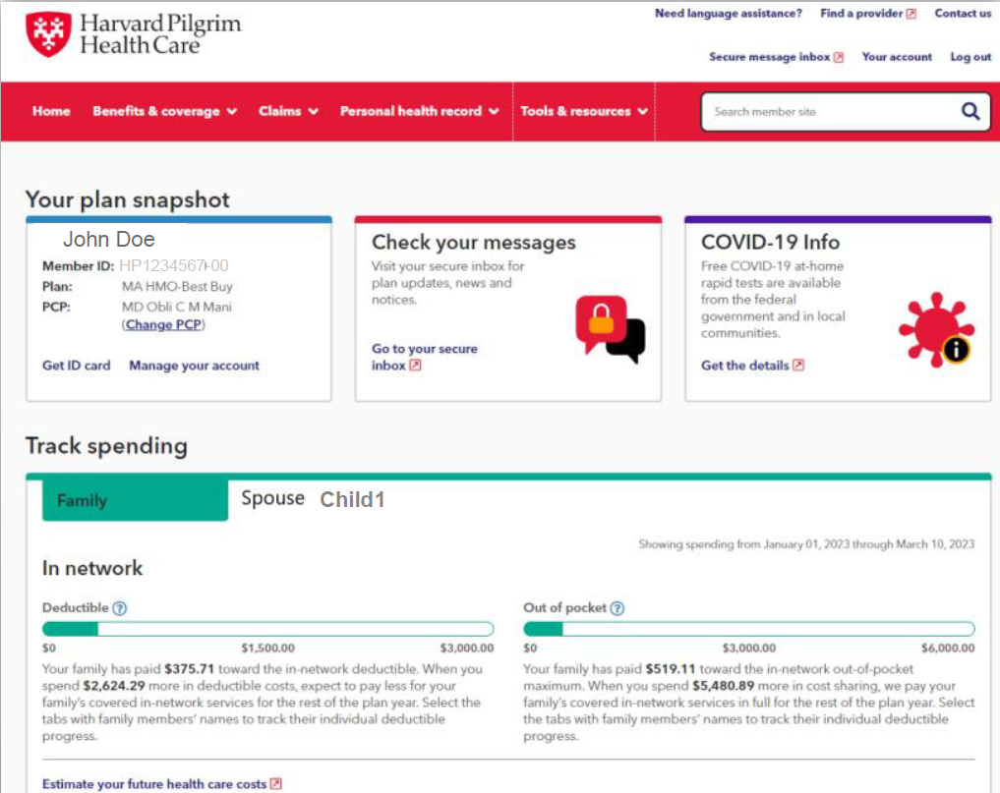 Harvard Pilgrim
Health Care
Need language assistance? Find a provider Contact us
Secure message inbox Your account Log out
Home Benefits & coverage Claims Personal health record Tools & resources Search member site
Your plan snapshot
John Doe
Member ID: HP1234567-00
Plan: MA HMO-Best Buy
PCP: MD Obli C M Mani
(Change PCP)
Get ID card Manage your account
Check your messages
Visit your secure inbox for
plan updates, news and
notices.
Go to your secure
inbox
COVID-19 Info
Free COVID-19 at-home
rapid tests are available
from the federal
government and in local
communities.
Get the details
Track spending
Family Spouse Child1
Showing spending from January 01, 2023 through March 10, 2023
In network
Deductible ?
$0 $1,500.00 $3,000.00
Your family has paid $375.71 toward the in-network deductible. When you
spend $2,624.29 more in deductible costs, expect to pay less for your
family's covered in-network services for the rest of the plan year. Select the
tabs with family members' names to track their individual deductible
progress.
Out of pocket ?
$0 $3,000.00 $6,000.00
Your family has paid $519.11 toward the in-network out-of-pocket
maximum. When you spend $5,480.89 more in cost sharing, we pay your
family's covered in-network services in full for the rest of the plan year. Select
the tabs with family members' names to track their individual deductible
progress.
Estimate your future health care costs